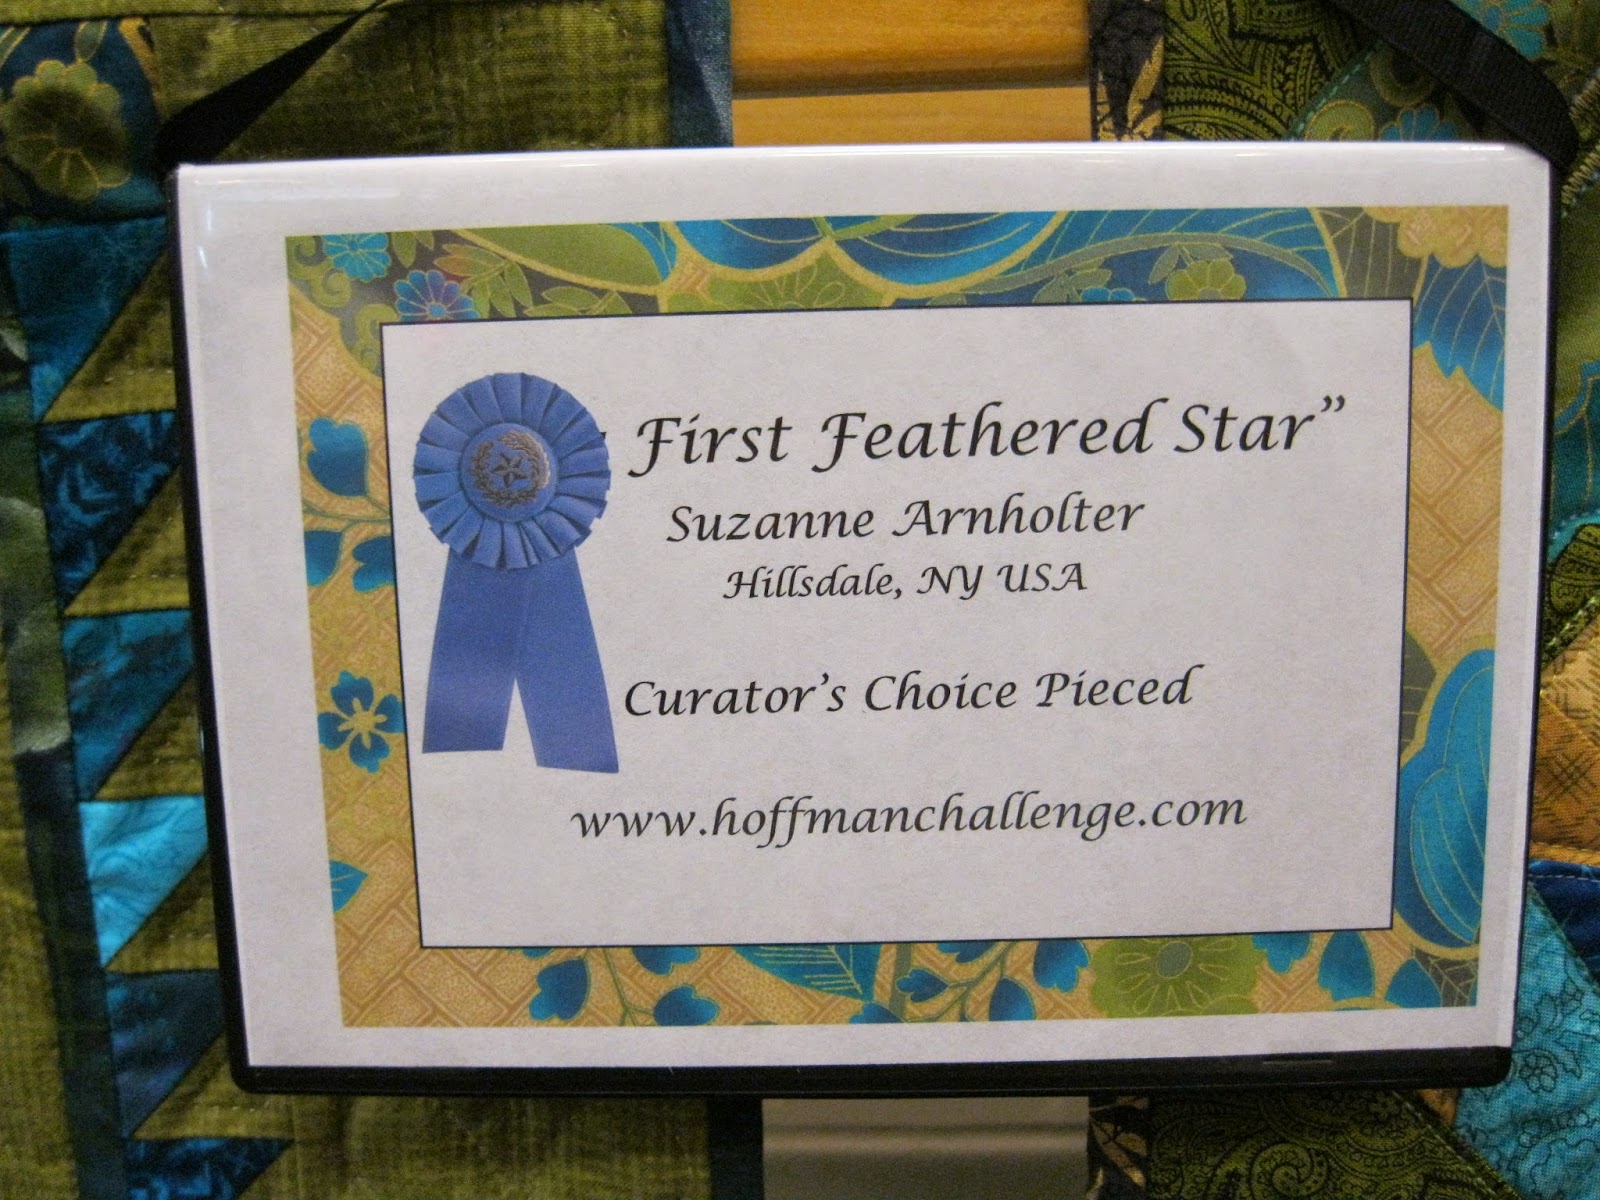 First Feathered Star”
Suzanne Arnholter
Hillsdale, NY USA
Curator’s Choice Pieced
www.hoffmanchallenge.com